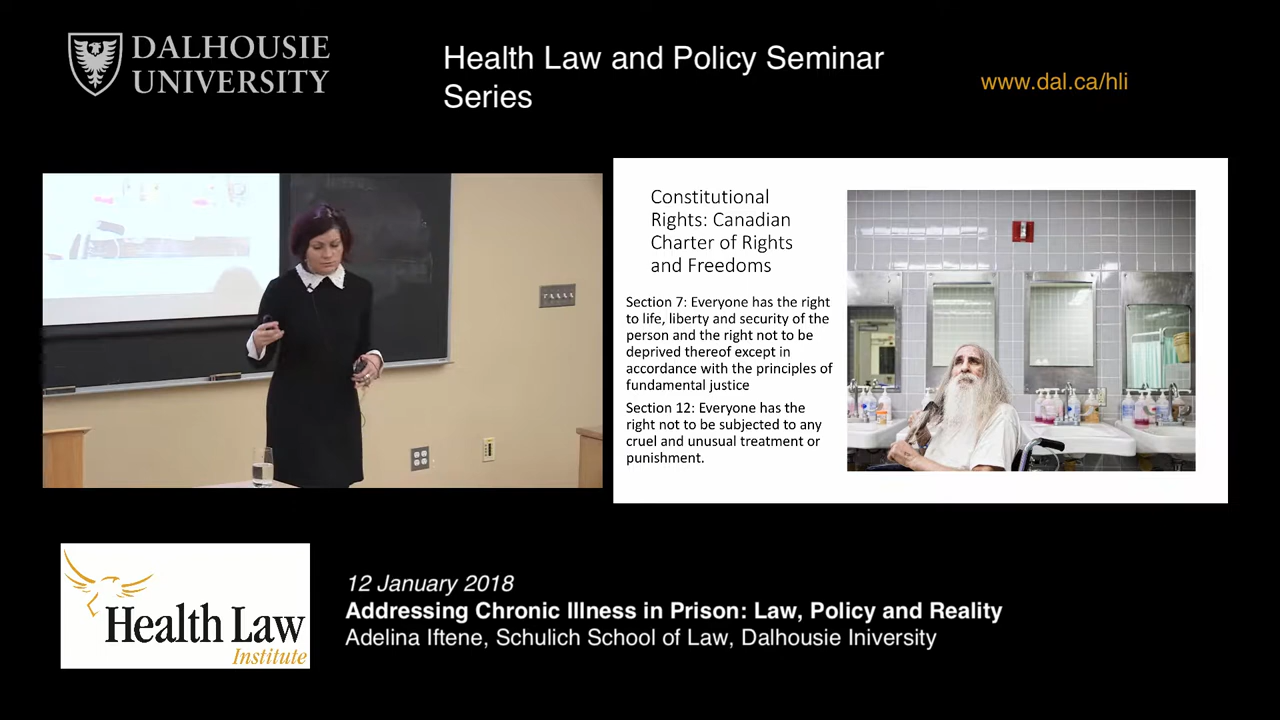 DALHOUSIE
UNIVERSITY
Health Law and Policy Seminar
Series
www.dal.ca/hli
Constitutional
Rights: Canadian
Charter of Rights
and Freedoms
Section 7: Everyone has the right
to life, liberty and security of the
person and the right not to be
deprived thereof except in
accordance with the principles of
fundamental justice
Section 12: Everyone has the
right not to be subjected to any
cruel and unusual treatment or
punishment.
Health Law
Institute
12 January 2018
Addressing Chronic Illness in Prison: Law, Policy and Reality
Adelina Iftene, Schulich School of Law, Dalhousie Iniversity